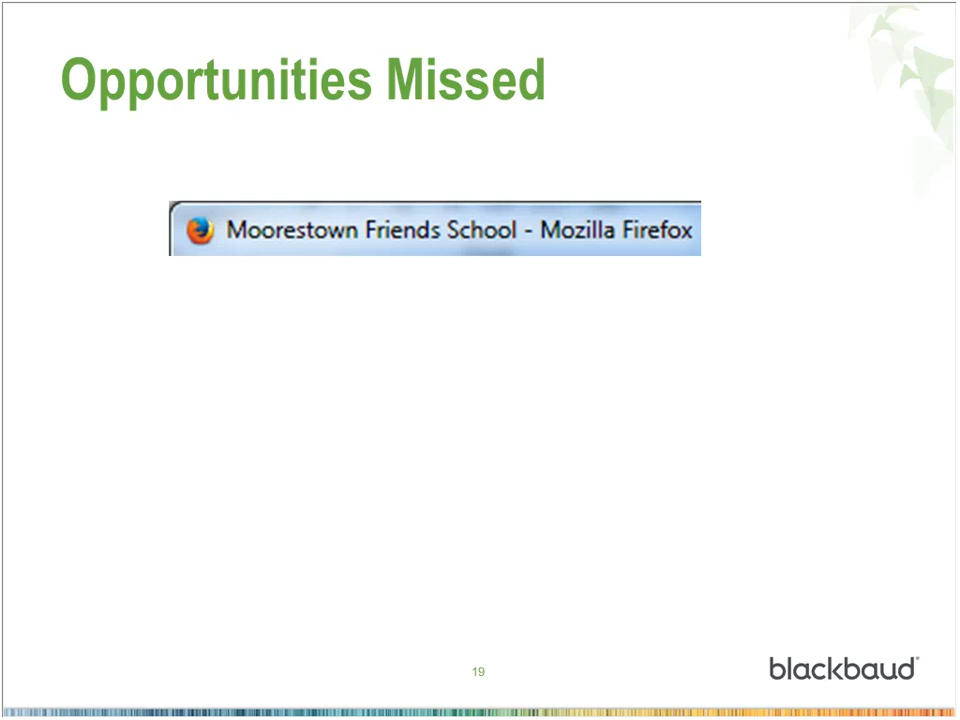 Opportunities Missed
Moorestown Friends School - Mozilla Firefox
19
blackbaud®